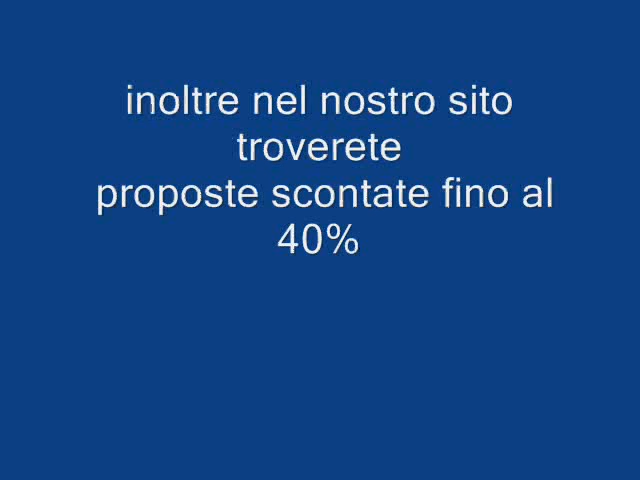 inoltre nel nostro sito
troverete
proposte scontate fino al
40%